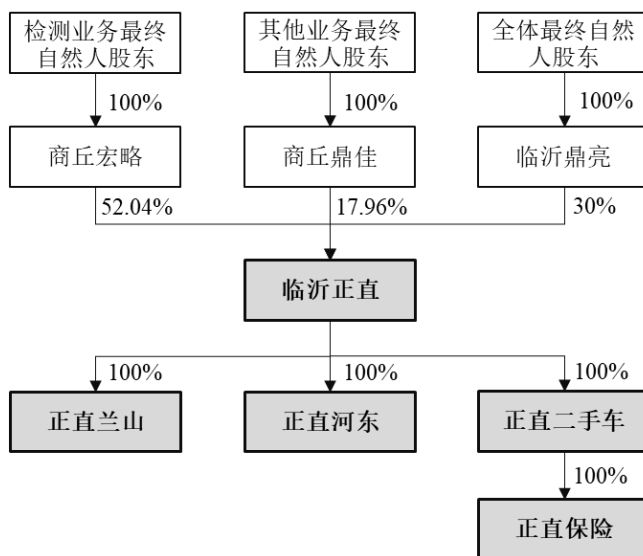 检测业务最终
自然人股东
其他业务最终
自然人股东
全体最终自然
人股东
100%
100%
100%
商丘宏略
商丘鼎佳
临沂鼎亮
52.04%
17.96%
30%
临沂正直
100%
100%
100%
正直兰山
正直河东
正直二手车
100%
正直保险